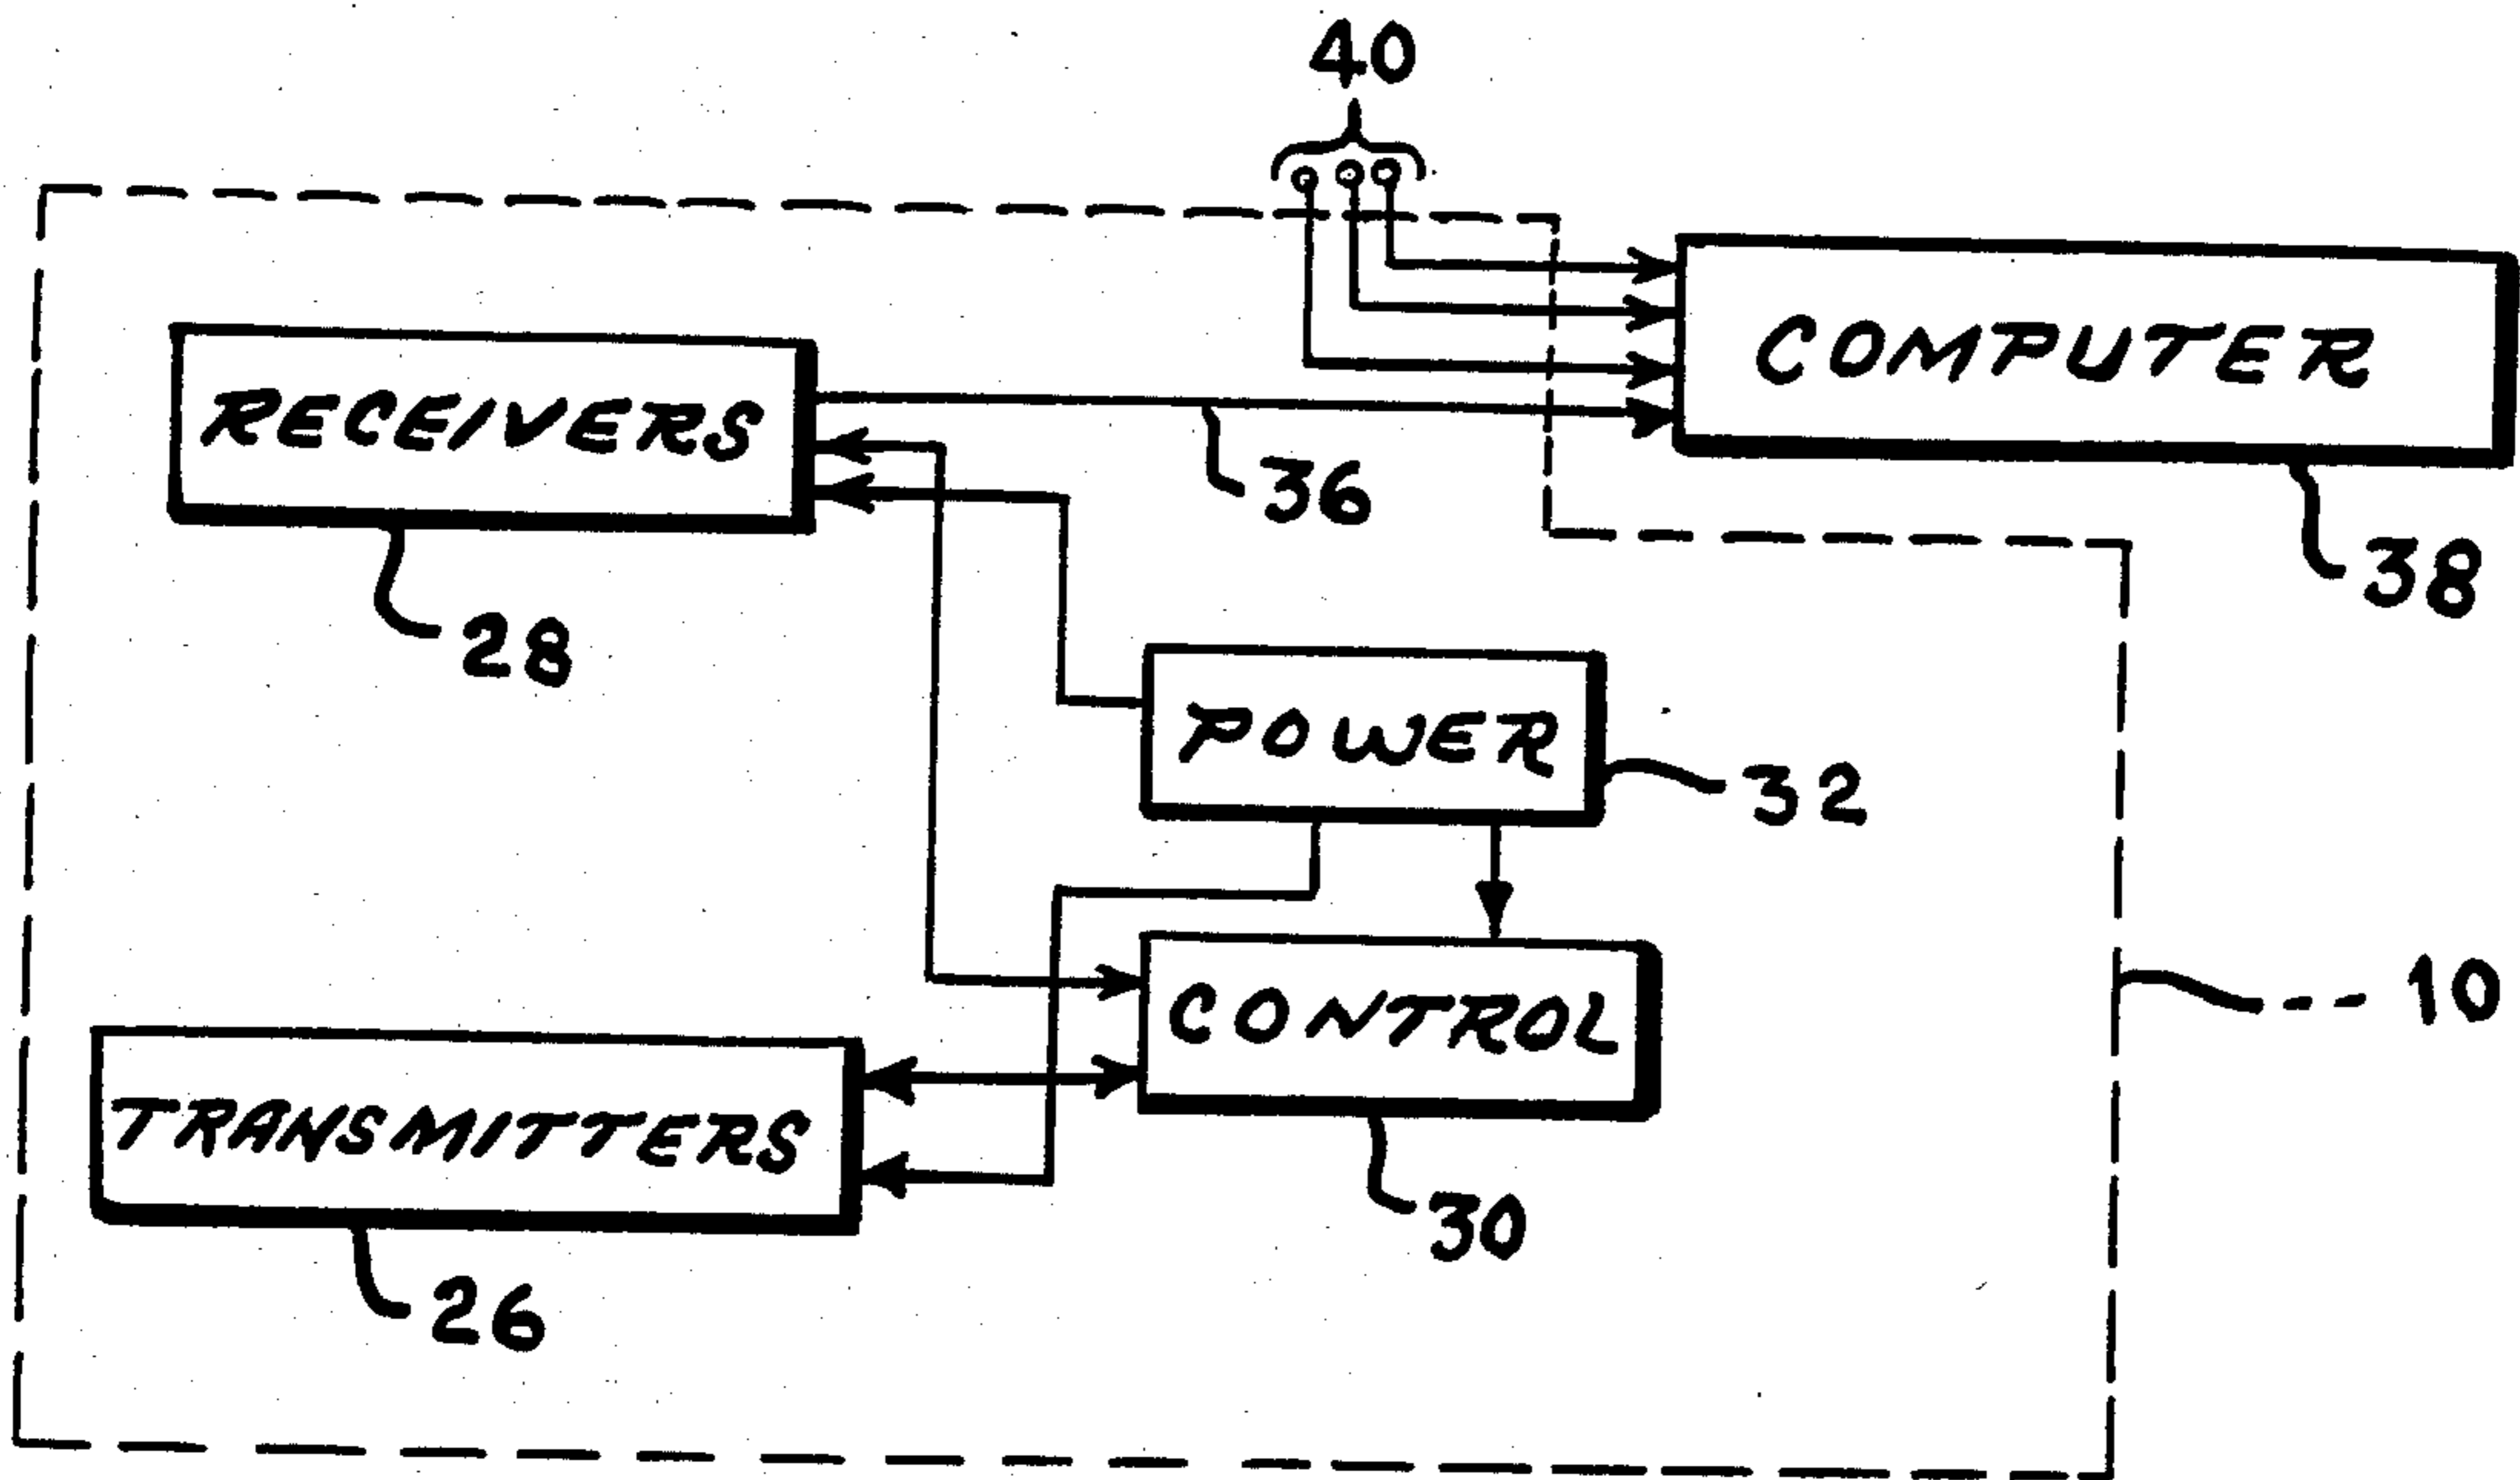 40
COMPUTER
RECEIVERS
36
38
28
POWER
32
CONTROL
10
TRANSMITTERS
30
26